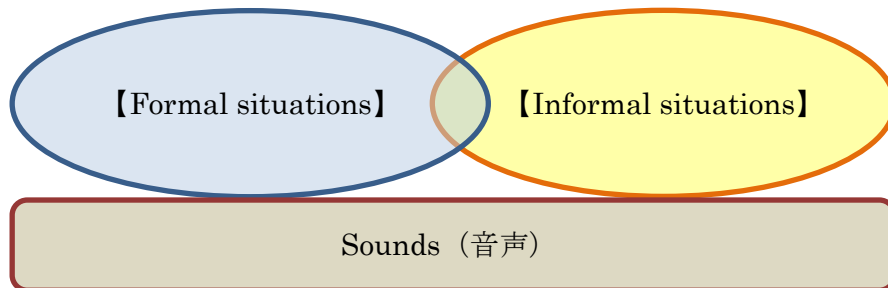 【Formal situations】
【Informal situations】
Sounds（音声）